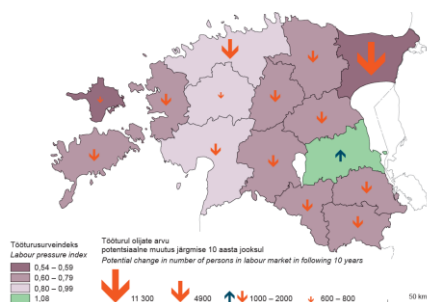 Tööturusurveindeks
Labour pressure index
0,54 – 0,59
0,60 – 0,79
0,80 – 0,99
1,08
Tööturul olijate arvu
potentsiaalne muutus järgmise 10 aasta jooksul
Potential change in number of persons in labour market in following 10 years
11 300
4900
1000 – 2000
600 – 800
50 km